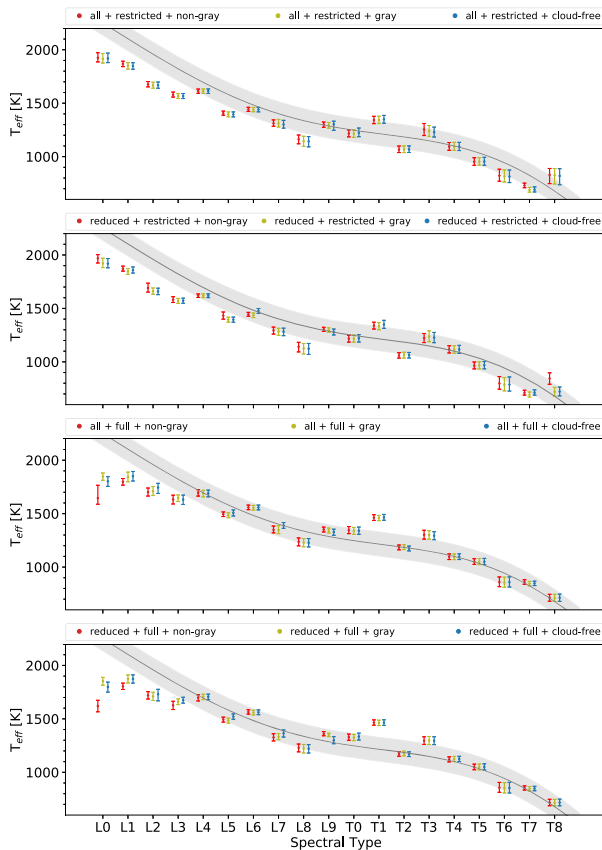 all + restricted + non-gray all + restricted + gray all + restricted + cloud-free
2000
1500
1000
T_eff [K]
reduced + restricted + non-gray reduced + restricted + gray reduced + restricted + cloud-free
2000
1500
1000
T_eff [K]
all + full + non-gray all + full + gray all + full + cloud-free
2000
1500
1000
T_eff [K]
reduced + full + non-gray reduced + full + gray reduced + full + cloud-free
2000
1500
1000
T_eff [K]
L0 L1 L2 L3 L4 L5 L6 L7 L8 L9 T0 T1 T2 T3 T4 T5 T6 T7 T8
Spectral Type